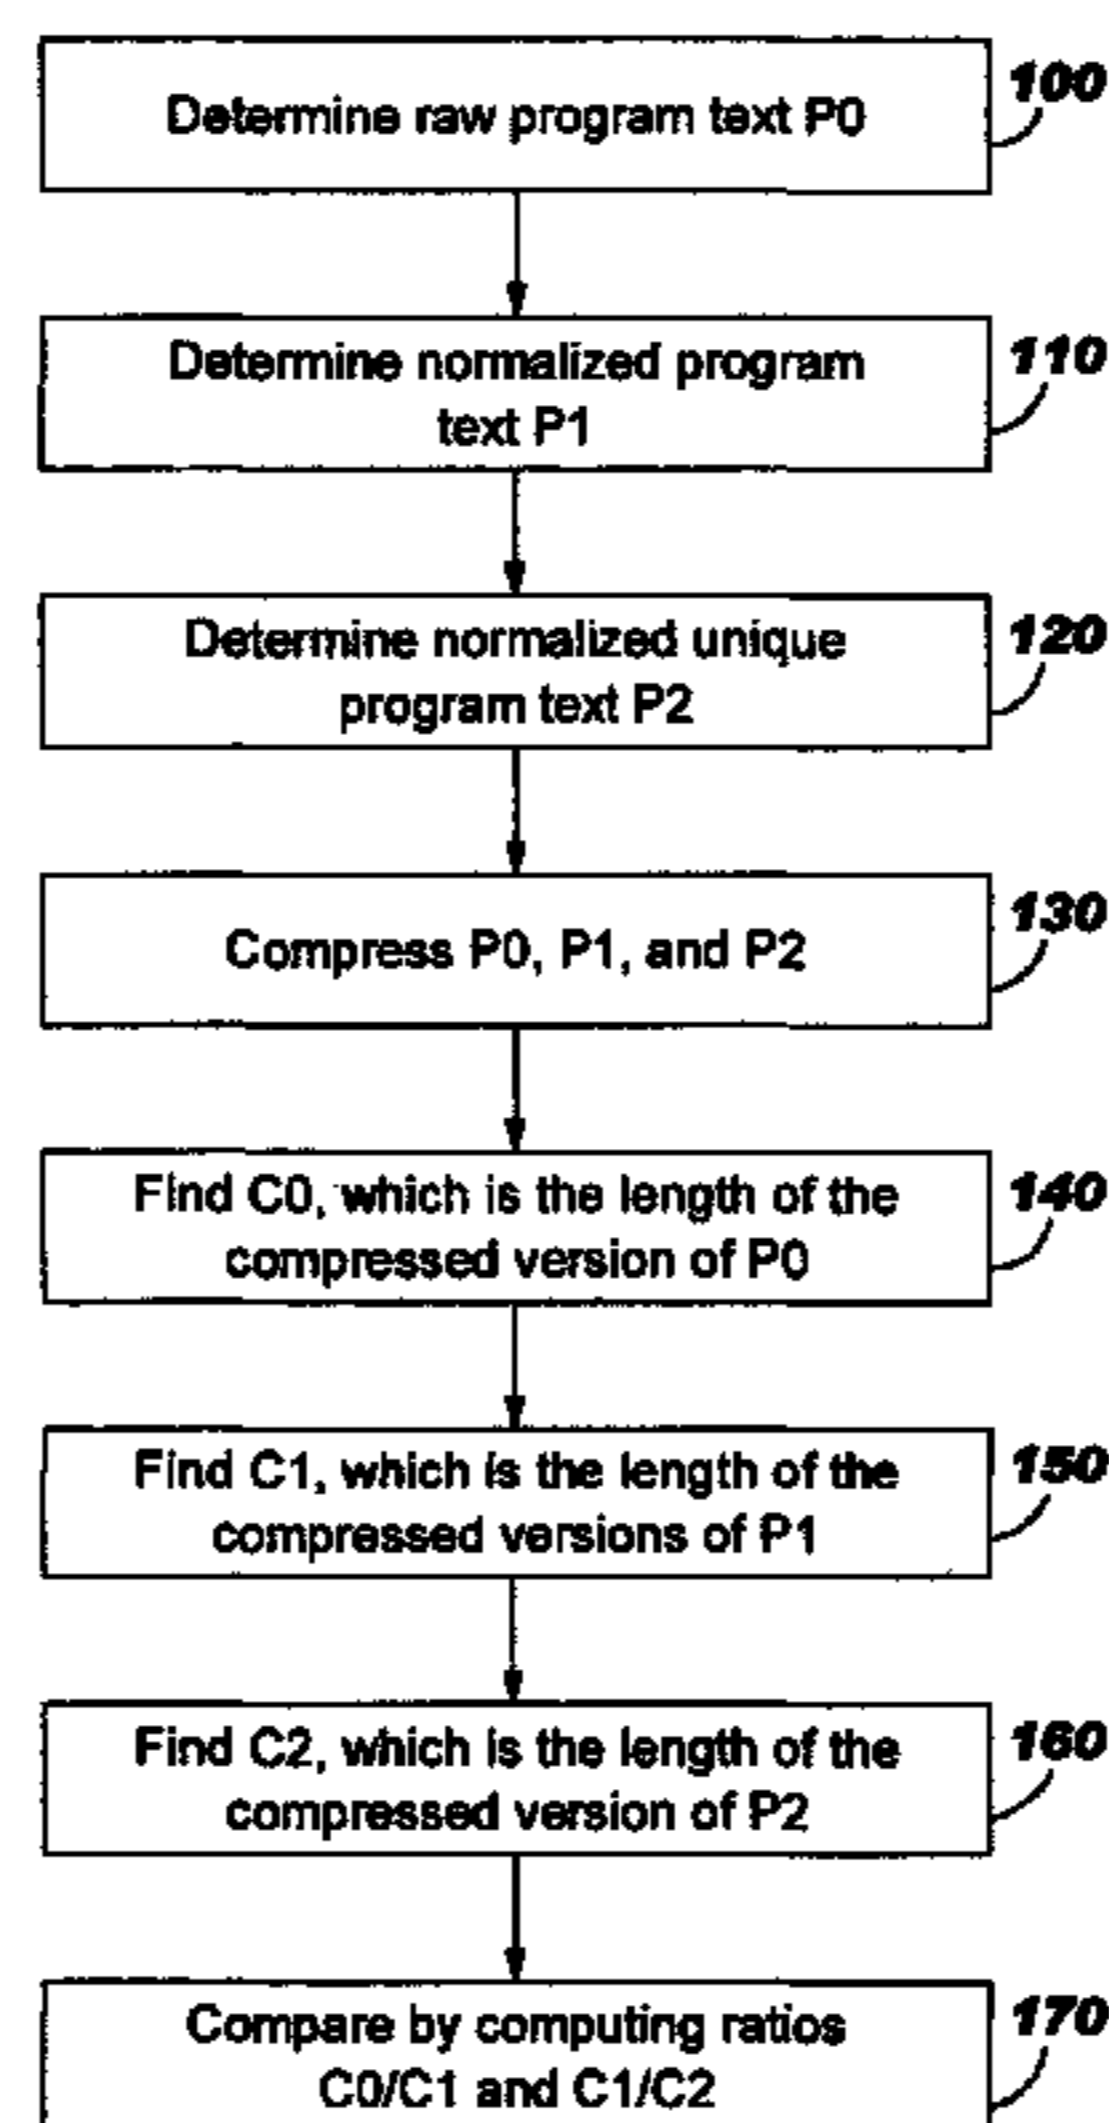 Determine raw program text P0
100
Determine normalized program
text P1
110
Determine normalized unique
program text P2
120
Compress P0, P1, and P2
130
Find C0, which is the length of the
compressed version of P0
140
Find C1, which is the length of the
compressed versions of P1
150
Find C2, which is the length of the
compressed version of P2
160
Compare by computing ratios
C0/C1 and C1/C2
170